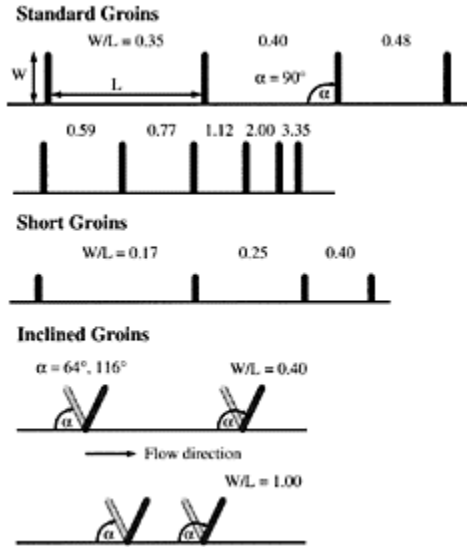 Standard Groins
W/L = 0.35 0.40 0.48
W
L
α = 90°
α
0.59 0.77 1.12 2.00 3.35
Short Groins
W/L = 0.17 0.25 0.40
Inclined Groins
α = 64°, 116° W/L = 0.40
α α
Flow direction
W/L = 1.00
α α